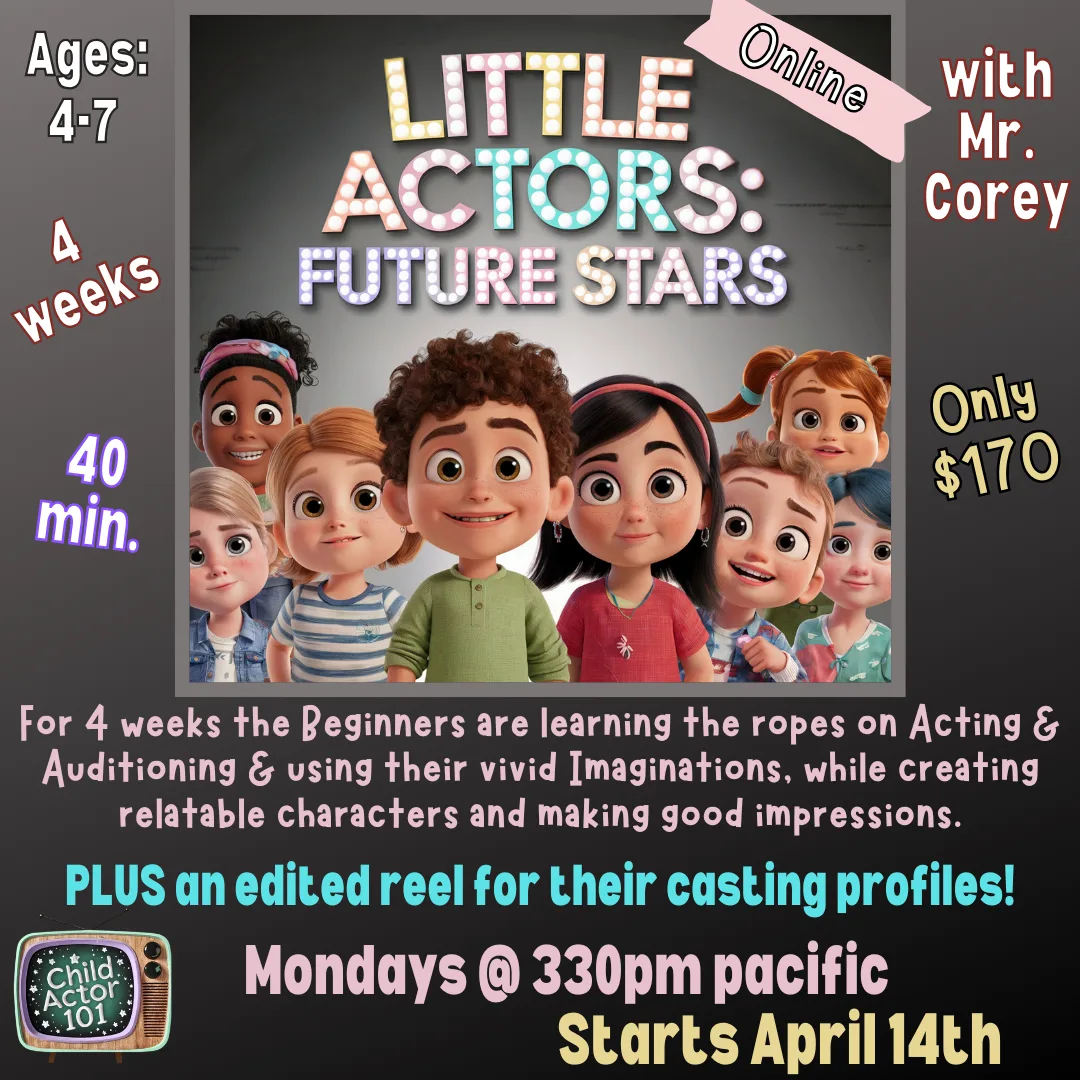 Ages:
4-7
LITTLE
ACTORS:
FUTURE STARS
Online
with
Mr.
Corey
4
weeks
40
min.
Only
$170
For 4 weeks the Beginners are learning the ropes on Acting &
Auditioning & using their vivid Imaginations, while creating
relatable characters and making good impressions.
PLUS an edited reel for their casting profiles!
Child
Actor
101
Mondays @ 330pm pacific
Starts April 14th